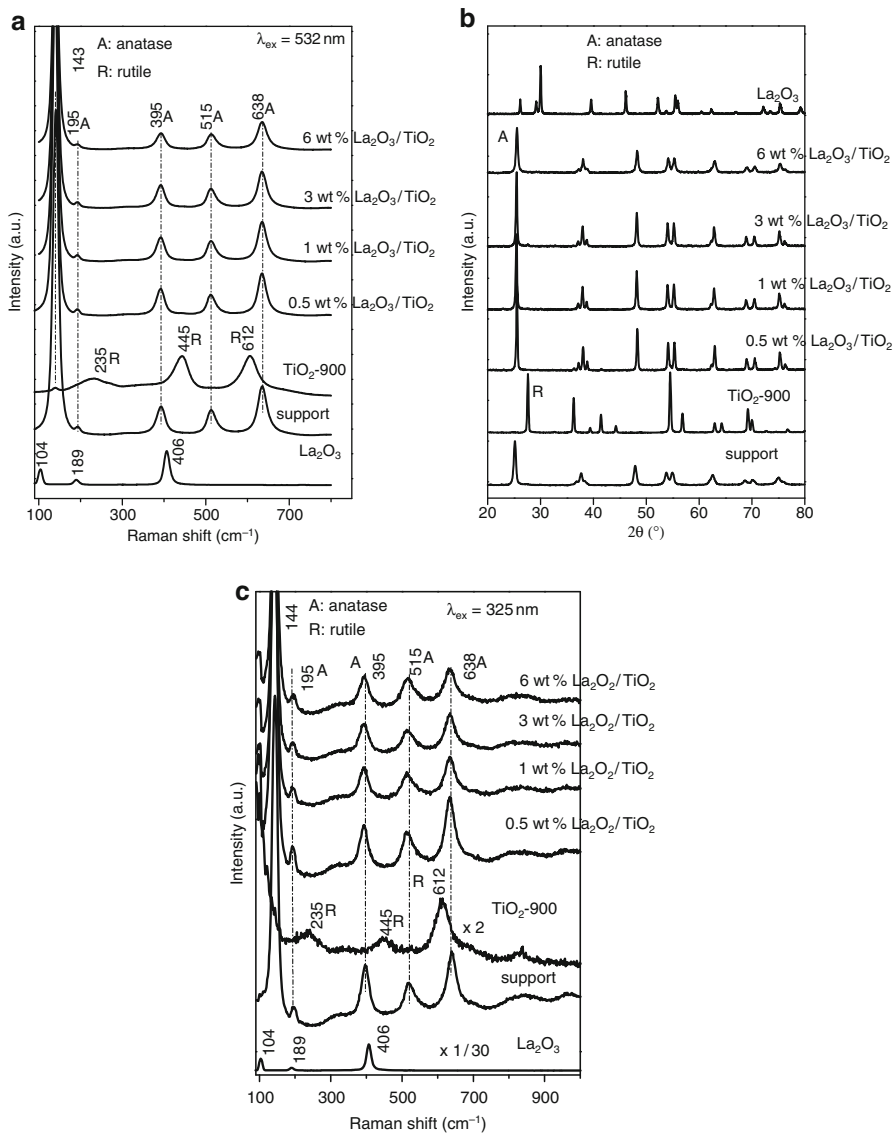 a
A: anatase
λex = 532 nm
R: rutile
143
195 A
395 A
515 A
638 A
6 wt % La2O3/TiO2
3 wt % La2O3/TiO2
1 wt % La2O3/TiO2
0.5 wt % La2O3/TiO2
235 R
445 R
R 612
TiO2-900
support
La2O3
104
189
406
Intensity (a.u.)
100 300 500 700
Raman shift (cm−1)
b
A: anatase
R: rutile
La2O3
A
6 wt % La2O3/TiO2
3 wt % La2O3/TiO2
1 wt % La2O3/TiO2
0.5 wt % La2O3/TiO2
R
TiO2-900
support
Intensity (a.u.)
20 30 40 50 60 70 80
2θ (°)
c
A: anatase
λex = 325 nm
R: rutile
144
195 A
A 395
515 A
638A
6 wt % La2O2/TiO2
3 wt % La2O2/TiO2
1 wt % La2O2/TiO2
0.5 wt % La2O2/TiO2
235 R
445 R
R 612
TiO2-900
x 2
support
La2O3
104
189
406
x 1/30
Intensity (a.u.)
100 300 500 700 900
Raman shift (cm−1)